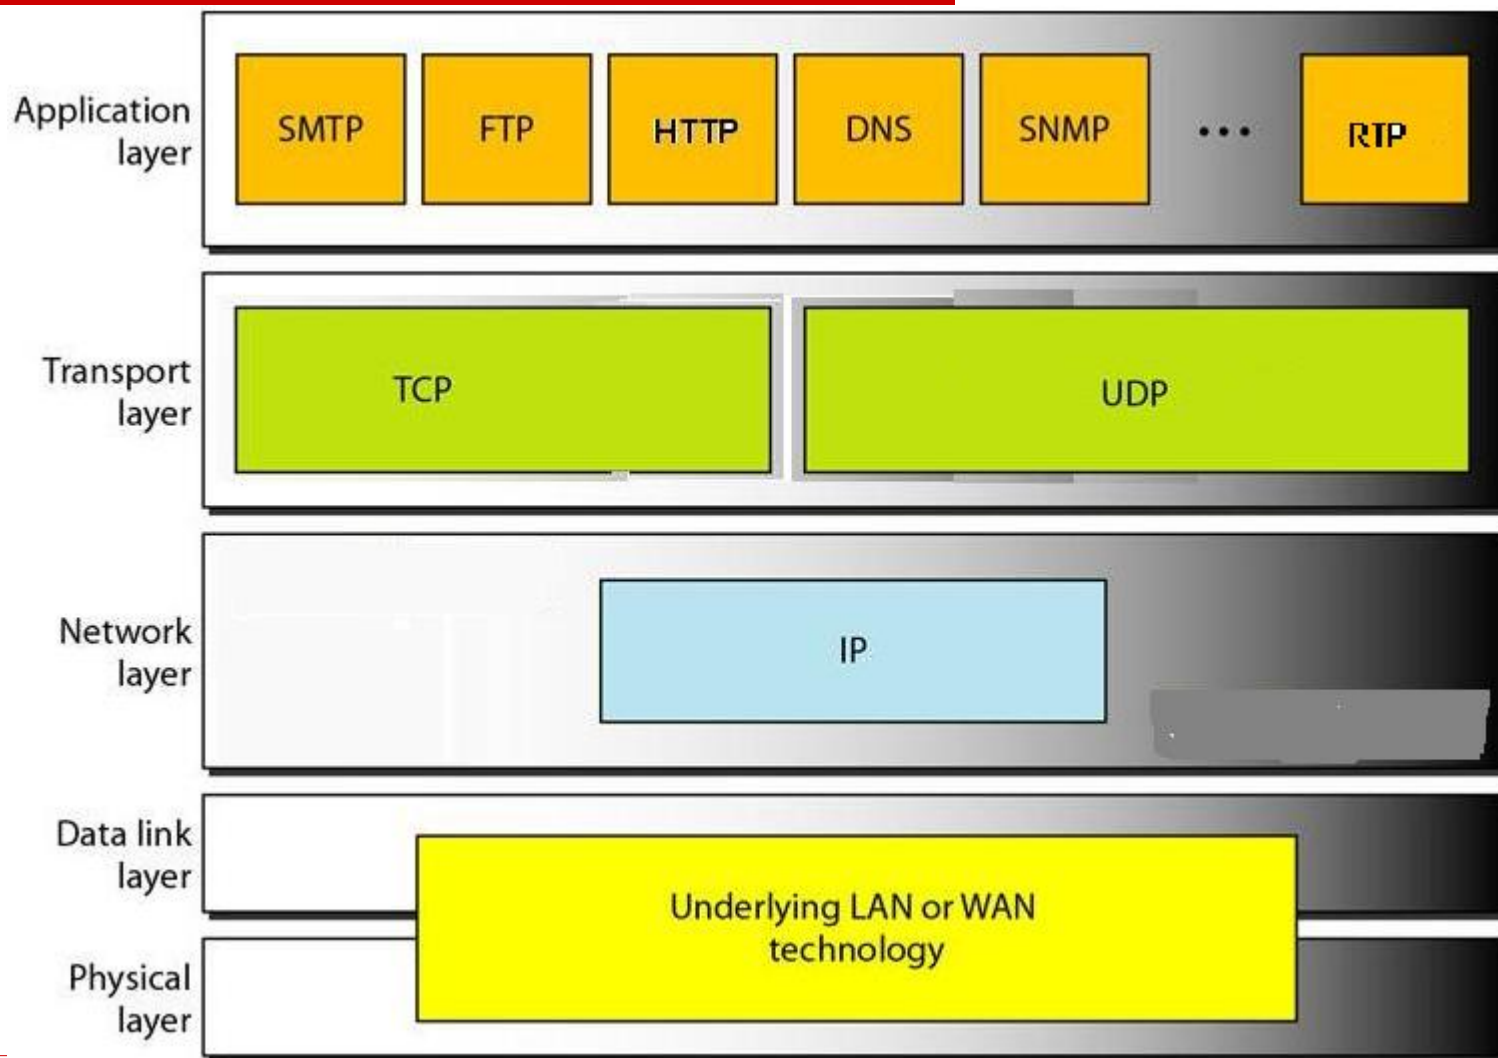 Application
layer
SMTP
FTP
HTTP
DNS
SNMP
...
RTP
Transport
layer
TCP
UDP
Network
layer
IP
Data link
layer
Underlying LAN or WAN
technology
Physical
layer